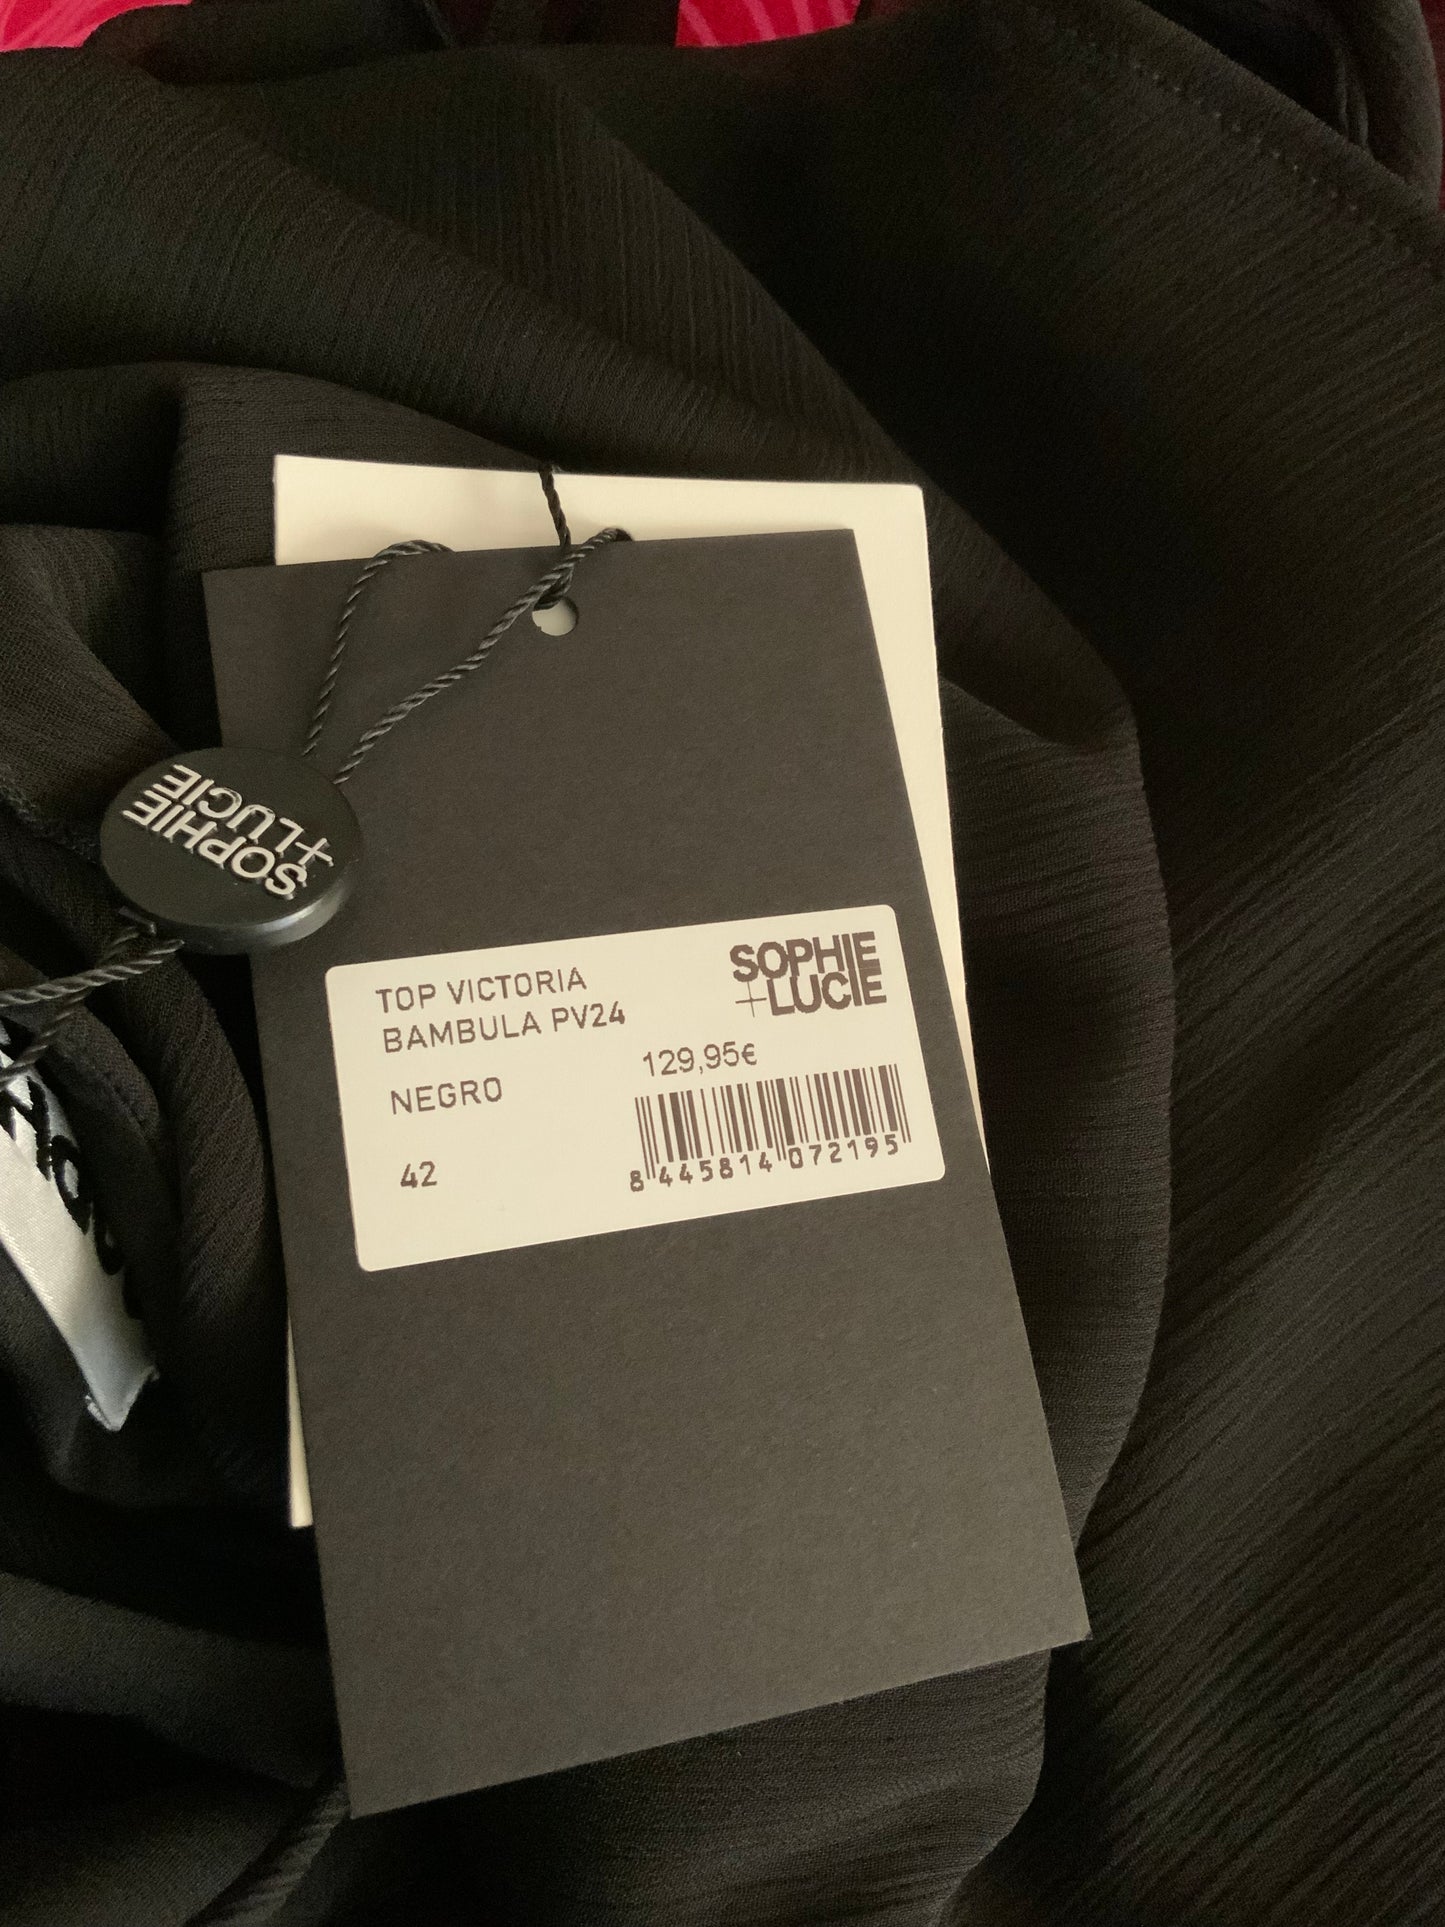 SOPHIE
+LUCIE
TOP VICTORIA
BAMBULA PV24
SOPHIE
+LUCIE
129,95€
NEGRO
42
8 445814 072195